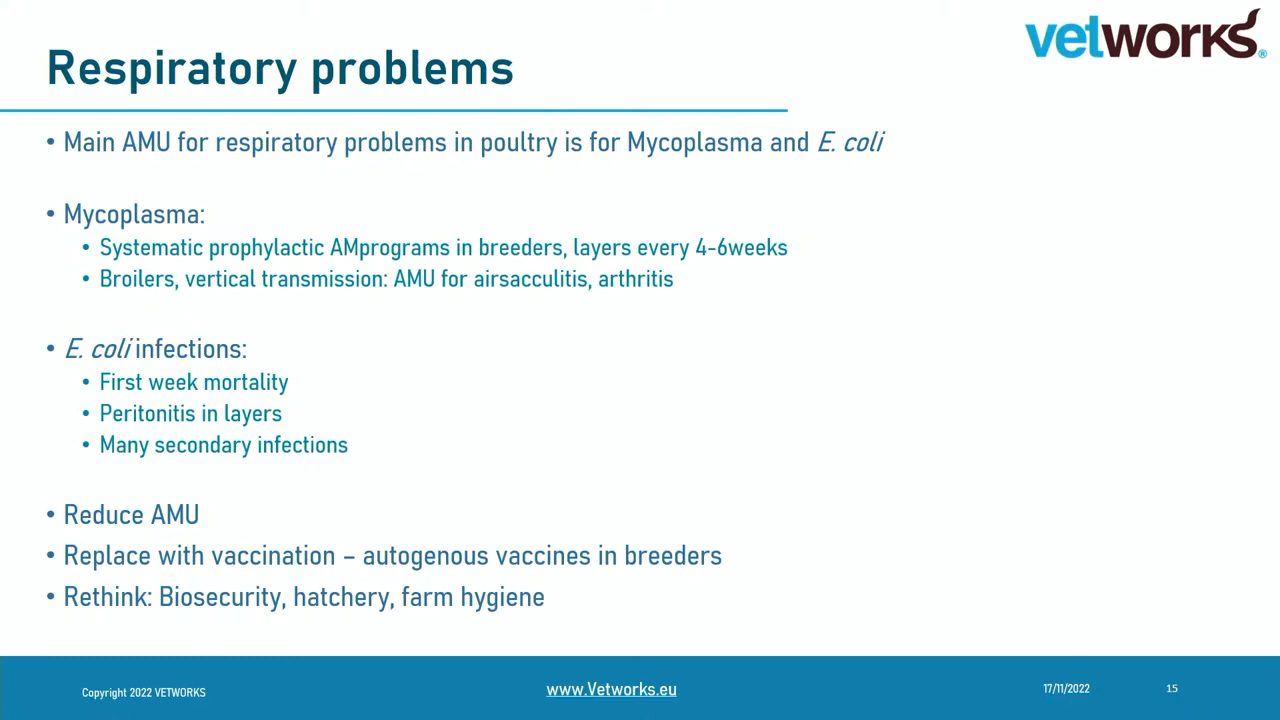 vetworks®
Respiratory problems
• Main AMU for respiratory problems in poultry is for Mycoplasma and E. coli
• Mycoplasma:
• Systematic prophylactic AMprograms in breeders, layers every 4-6weeks
• Broilers, vertical transmission: AMU for airsacculitis, arthritis
• E. coli infections:
• First week mortality
• Peritonitis in layers
• Many secondary infections
• Reduce AMU
• Replace with vaccination – autogenous vaccines in breeders
• Rethink: Biosecurity, hatchery, farm hygiene
Copyright 2022 VETWORKS
www.Vetworks.eu
17/11/2022
15